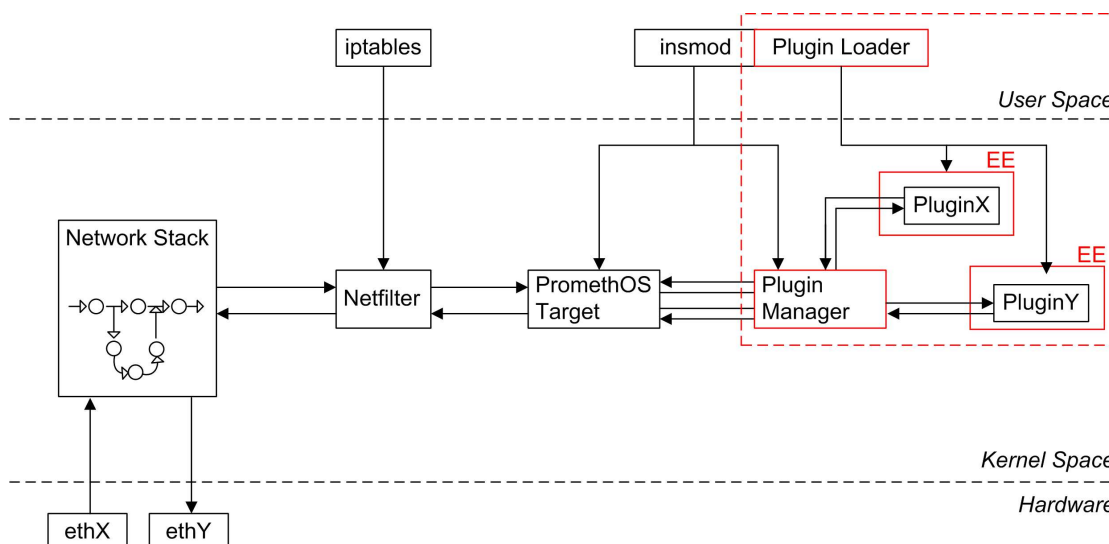 iptables
insmod
Plugin Loader
User Space
EE
PluginX
Network Stack
EE
Netfilter
PromethOS
Target
Plugin
Manager
PluginY
Kernel Space
Hardware
ethX
ethY